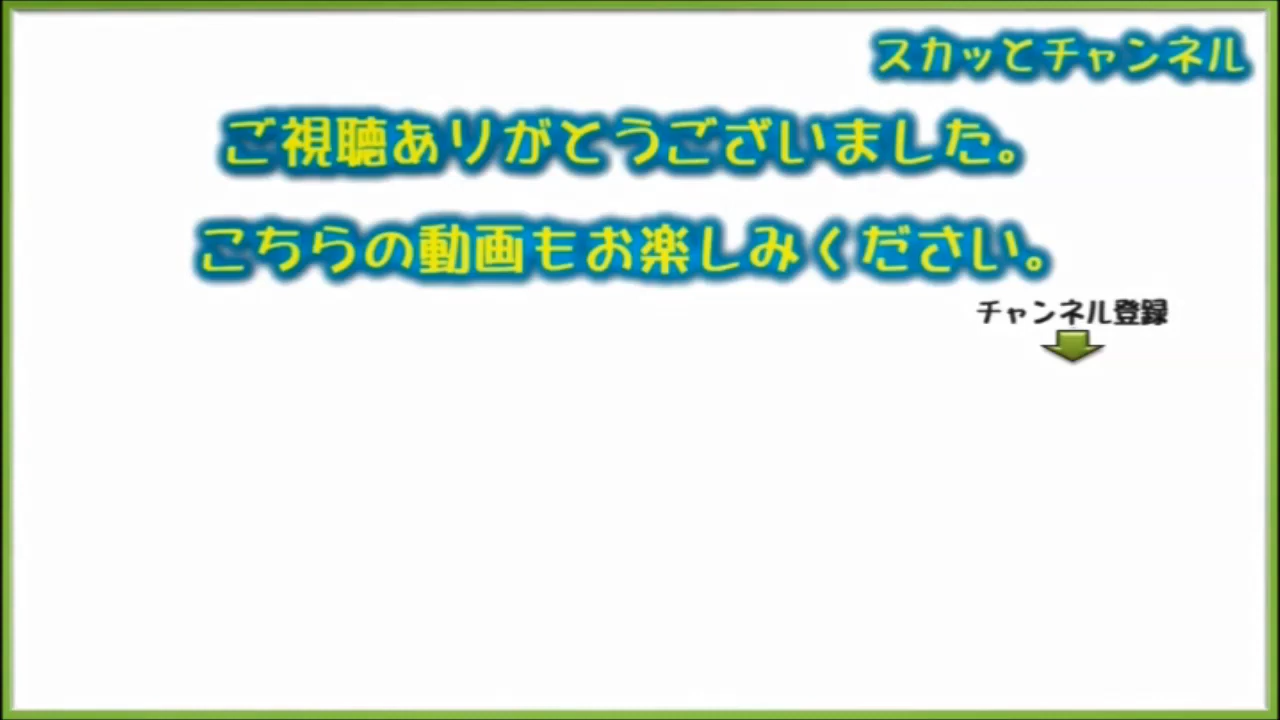 スカッとチャンネル
ご視聴ありがとうございました。
こちらの動画もお楽しみください。
チャンネル登録